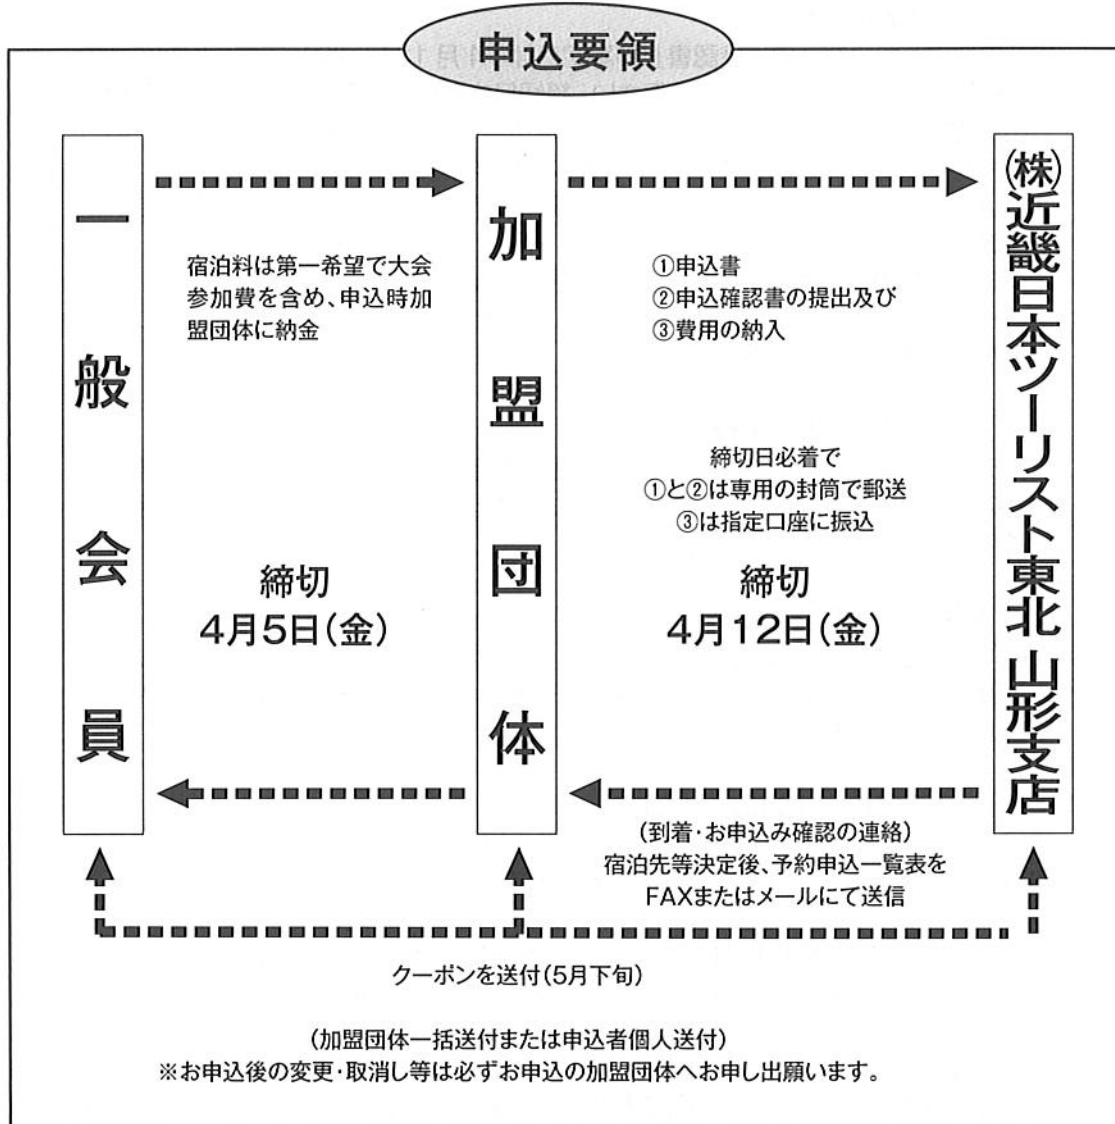 申込要領
一般会員
宿泊料は第一希望で大会
参加費を含め、申込時加
盟団体に納金
締切
4月5日(金)
加盟団体
①申込書
②申込確認書の提出及び
③費用の納入
締切日必着で
①と②は専用の封筒で郵送
③は指定口座に振込
締切
4月12日(金)
㈱近畿日本ツーリスト東北 山形支店
(到着・お申込み確認の連絡)
宿泊先等決定後、予約申込一覧表を
FAXまたはメールにて送信
クーポンを送付(5月下旬)
(加盟団体一括送付または申込者個人送付)
※お申込後の変更・取消し等は必ずお申込の加盟団体へお申し出願います。